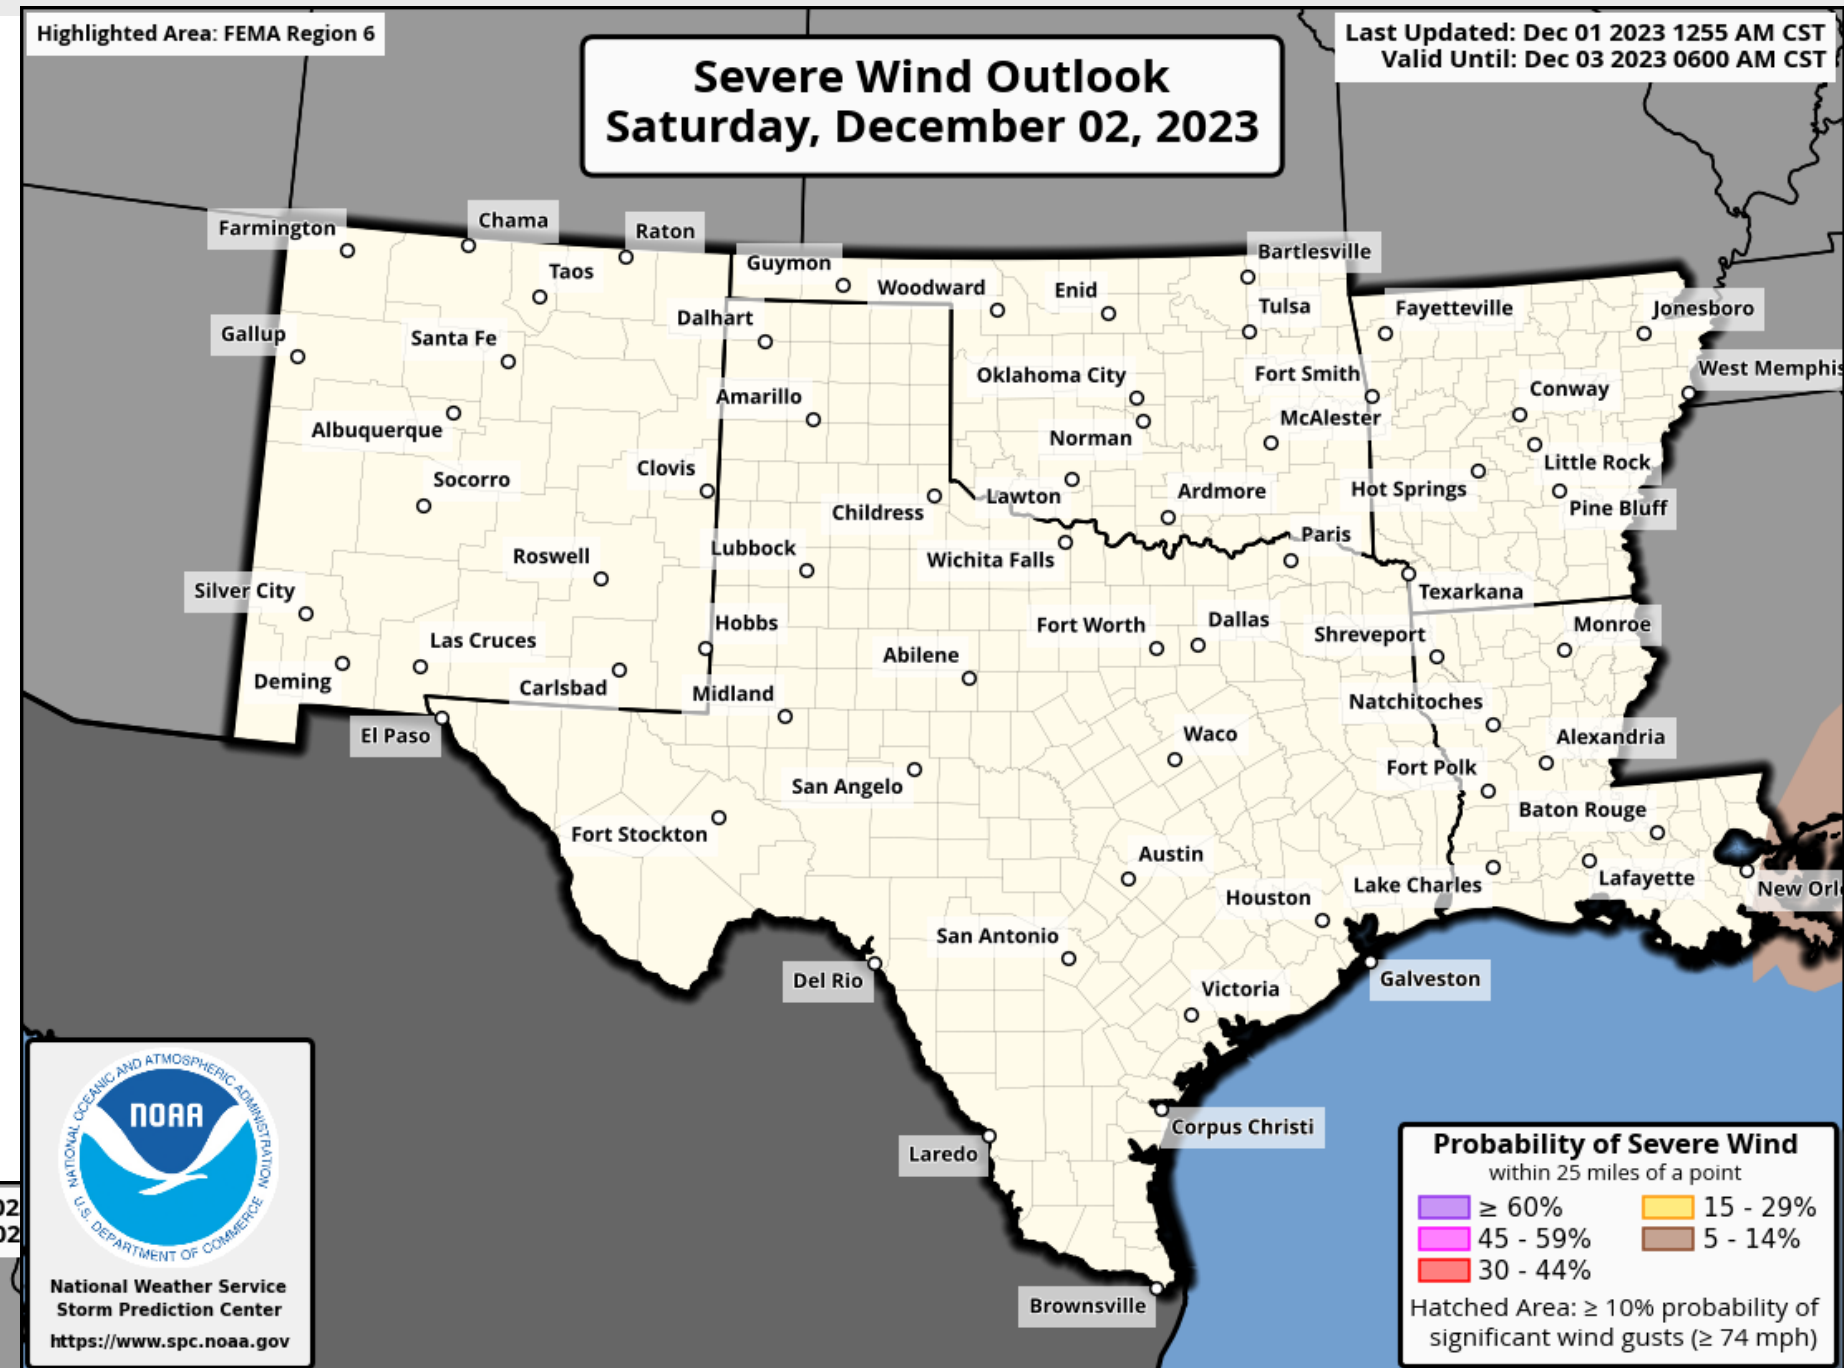 Highlighted Area: FEMA Region 6
Severe Wind Outlook
Saturday, December 02, 2023
Last Updated: Dec 01 2023 1255 AM CST
Valid Until: Dec 03 2023 0600 AM CST
Farmington
Chama
Raton
Guymon
Bartlesville
Taos
Woodward
Enid
Tulsa
Fayetteville
Jonesboro
Gallup
Santa Fe
Dalhart
West Memphis
Oklahoma City
Fort Smith
Conway
Amarillo
McAlester
Albuquerque
Norman
Little Rock
Socorro
Clovis
Lawton
Ardmore
Hot Springs
Pine Bluff
Childress
Paris
Roswell
Lubbock
Wichita Falls
Silver City
Texarkana
Hobbs
Fort Worth
Dallas
Shreveport
Monroe
Las Cruces
Abilene
Deming
Carlsbad
Midland
Natchitoches
El Paso
Waco
Alexandria
San Angelo
Fort Polk
Baton Rouge
Fort Stockton
Austin
Lake Charles
Lafayette
New Orl
Houston
San Antonio
Del Rio
Galveston
Victoria
Corpus Christi
Laredo
Brownsville
02
02
NATIONAL OCEANIC AND ATMOSPHERIC ADMINISTRATION
NOAA
U.S. DEPARTMENT OF COMMERCE
National Weather Service
Storm Prediction Center
https://www.spc.noaa.gov
Probability of Severe Wind
within 25 miles of a point
≥ 60% 15 - 29%
45 - 59% 5 - 14%
30 - 44%
Hatched Area: ≥ 10% probability of
significant wind gusts (≥ 74 mph)